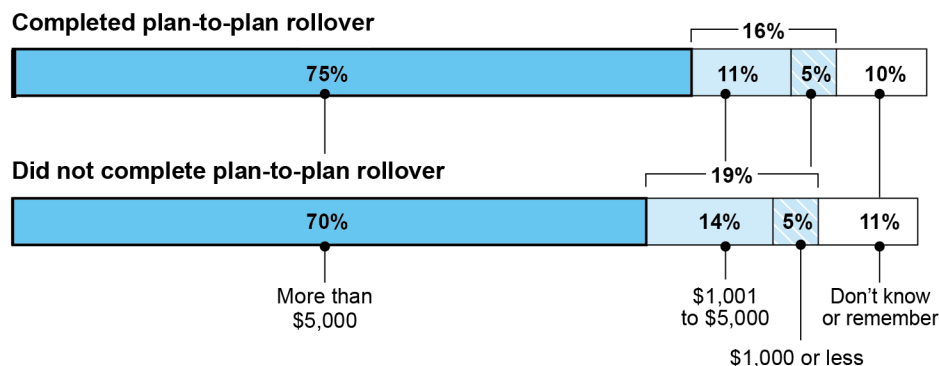 Completed plan-to-plan rollover
16%
75% 11% 5% 10%
Did not complete plan-to-plan rollover
19%
70% 14% 5% 11%
More than
$5,000
$1,001
to $5,000
Don’t know
or remember
$1,000 or less